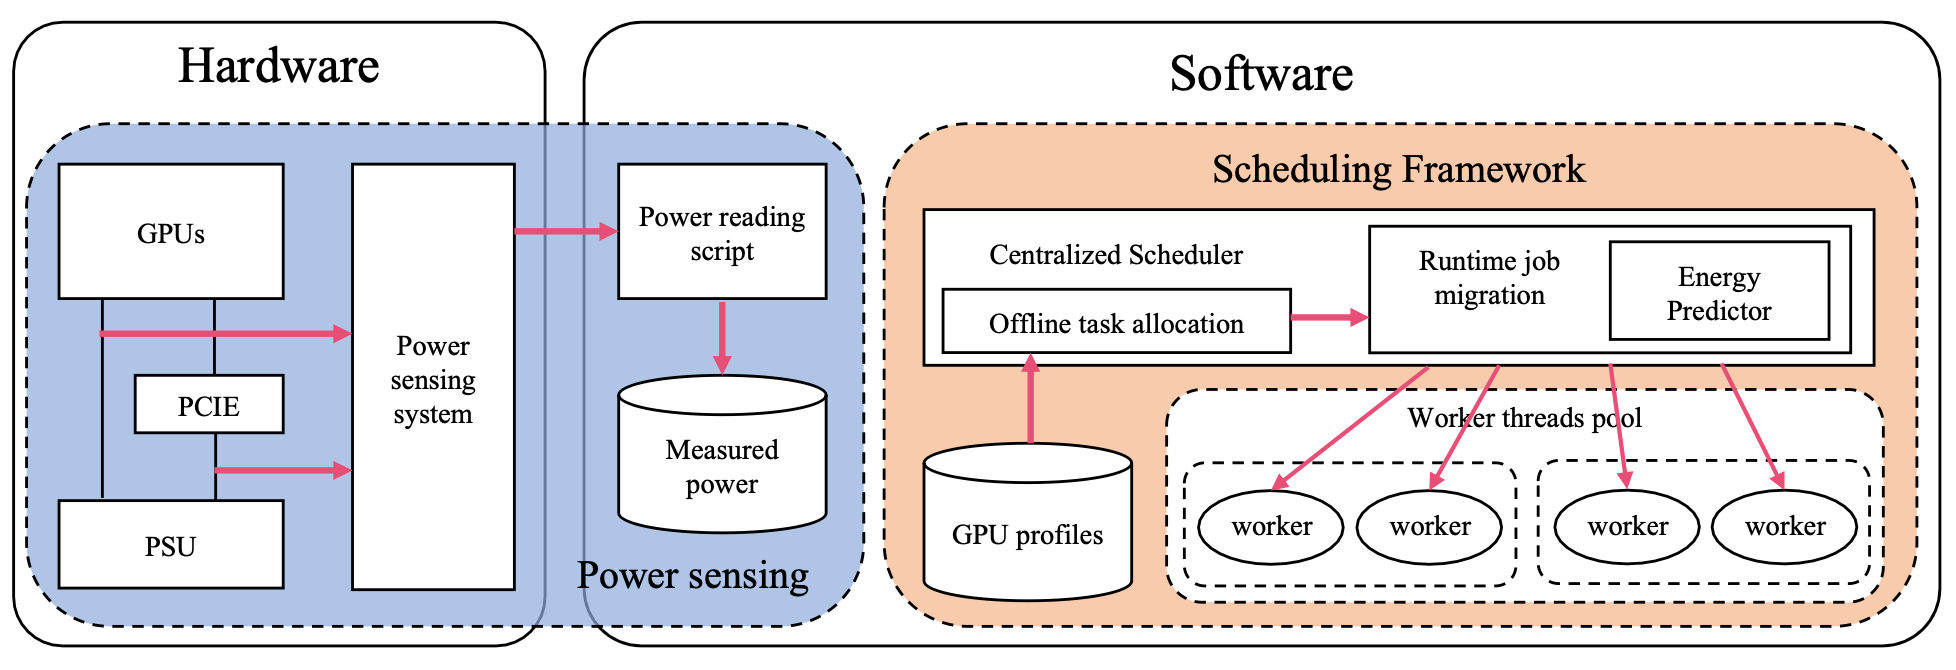 Hardware
Software
GPUs
PCIE
PSU
Power
sensing
system
Power reading
script
Measured
power
Power sensing
Scheduling Framework
Centralized Scheduler
Offline task allocation
Runtime job
migration
Energy
Predictor
GPU profiles
Worker threads pool
worker
worker
worker
worker